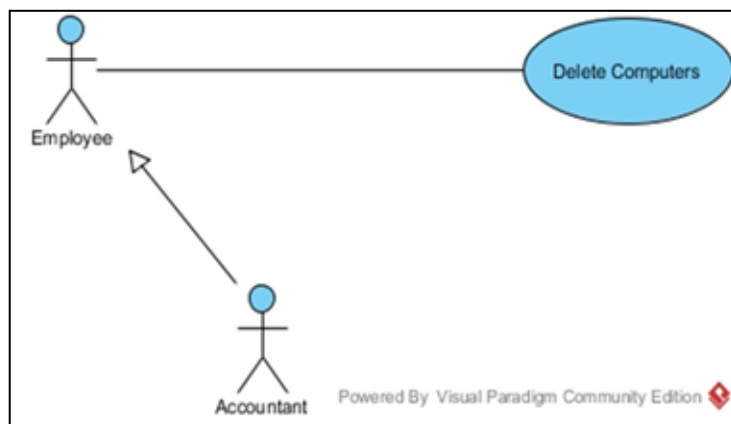 Delete Computers
Employee
Accountant
Powered By Visual Paradigm Community Edition